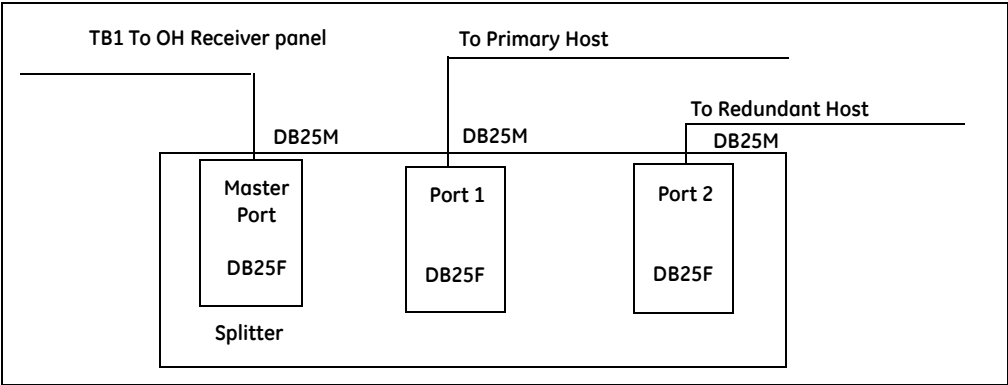 TB1 To OH Receiver panel
To Primary Host
To Redundant Host
DB25M
DB25M
DB25M
Master
Port
DB25F
Port 1
DB25F
Port 2
DB25F
Splitter